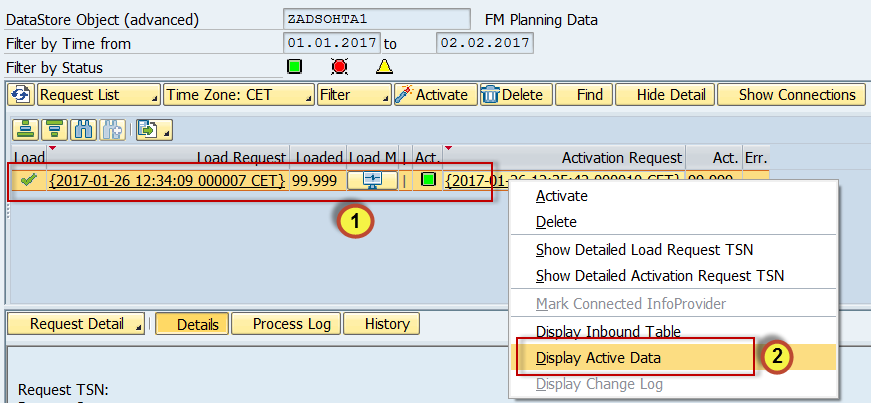 DataStore Object (advanced) ZADSOHTA1 FM Planning Data
Filter by Time from 01.01.2017 to 02.02.2017
Filter by Status
Request List Time Zone: CET Filter Activate Delete Find Hide Detail Show Connections
Load Load Request Loaded Load M Act. Activation Request Act. Err.
{2017-01-26 12:34:09 000007 CET} 99.999 {2017-01-26
1
Activate
Delete
Show Detailed Load Request TSN
Show Detailed Activation Request TSN
Mark Connected InfoProvider
Display Inbound Table
Display Active Data 2
Display Change Log
Request Detail Details Process Log History
Request TSN: